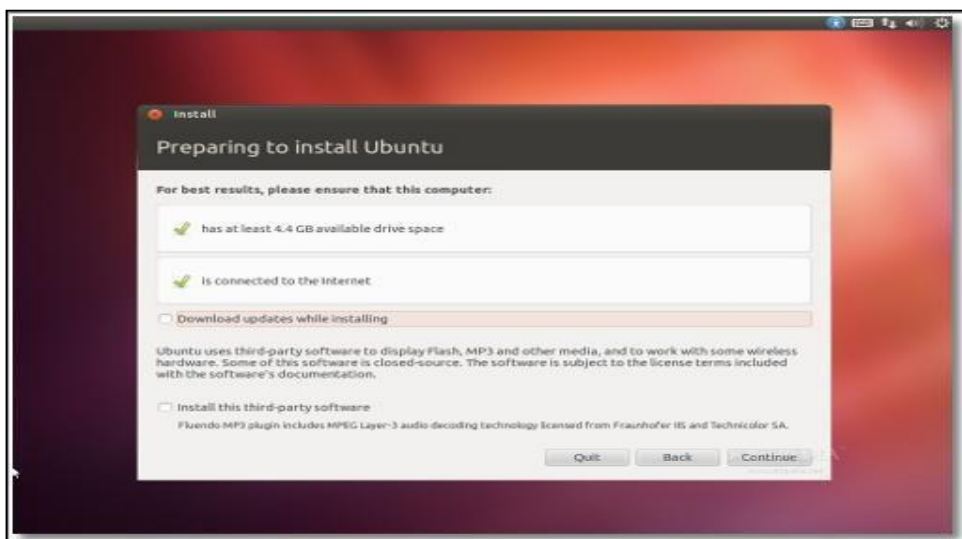 Install
Preparing to install Ubuntu
For best results, please ensure that this computer:
has at least 4.4 GB available drive space
is connected to the Internet
Download updates while installing
Ubuntu uses third-party software to display Flash, MP3 and other media, and to work with some wireless
hardware. Some of this software is closed-source. The software is subject to the license terms included
with the software's documentation.
Install this third-party software
Fluendo MP3 plugin includes MPEG Layer-3 audio decoding technology licensed from Fraunhofer IIS and Technicolor SA.
Quit Back Continue